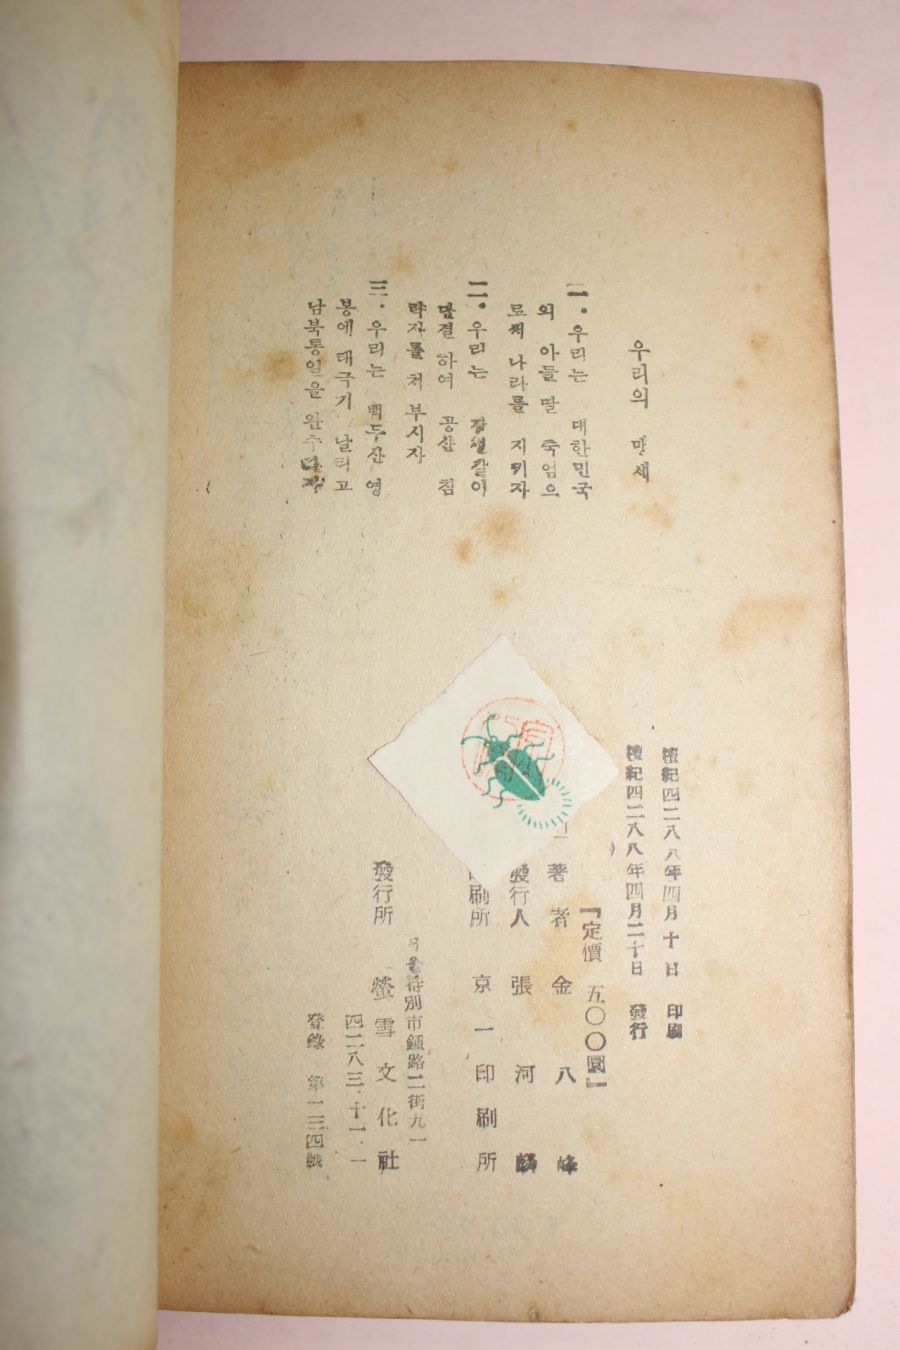 우리의 맹세
一. 우리는 대한민국
의 아들 딸 죽엄으
로써 나라를 지키자
二. 우리는 강철같이
단결 하여 공산 침
략자를 처 부시자
三. 우리는 백두산 영
봉에 태극기 날리고
남북통일을 완수하자
檀紀四二八八年四月十日 印刷
檀紀四二八八年四月二十日 發行
『定價 五〇〇圜』
著者 金八峰
發行人 張河麟
印刷所 京一印刷所
서울特別市鍾路二街九一
發行所 螢雪文化社
四二八三·十一·一
登錄 第一二四號